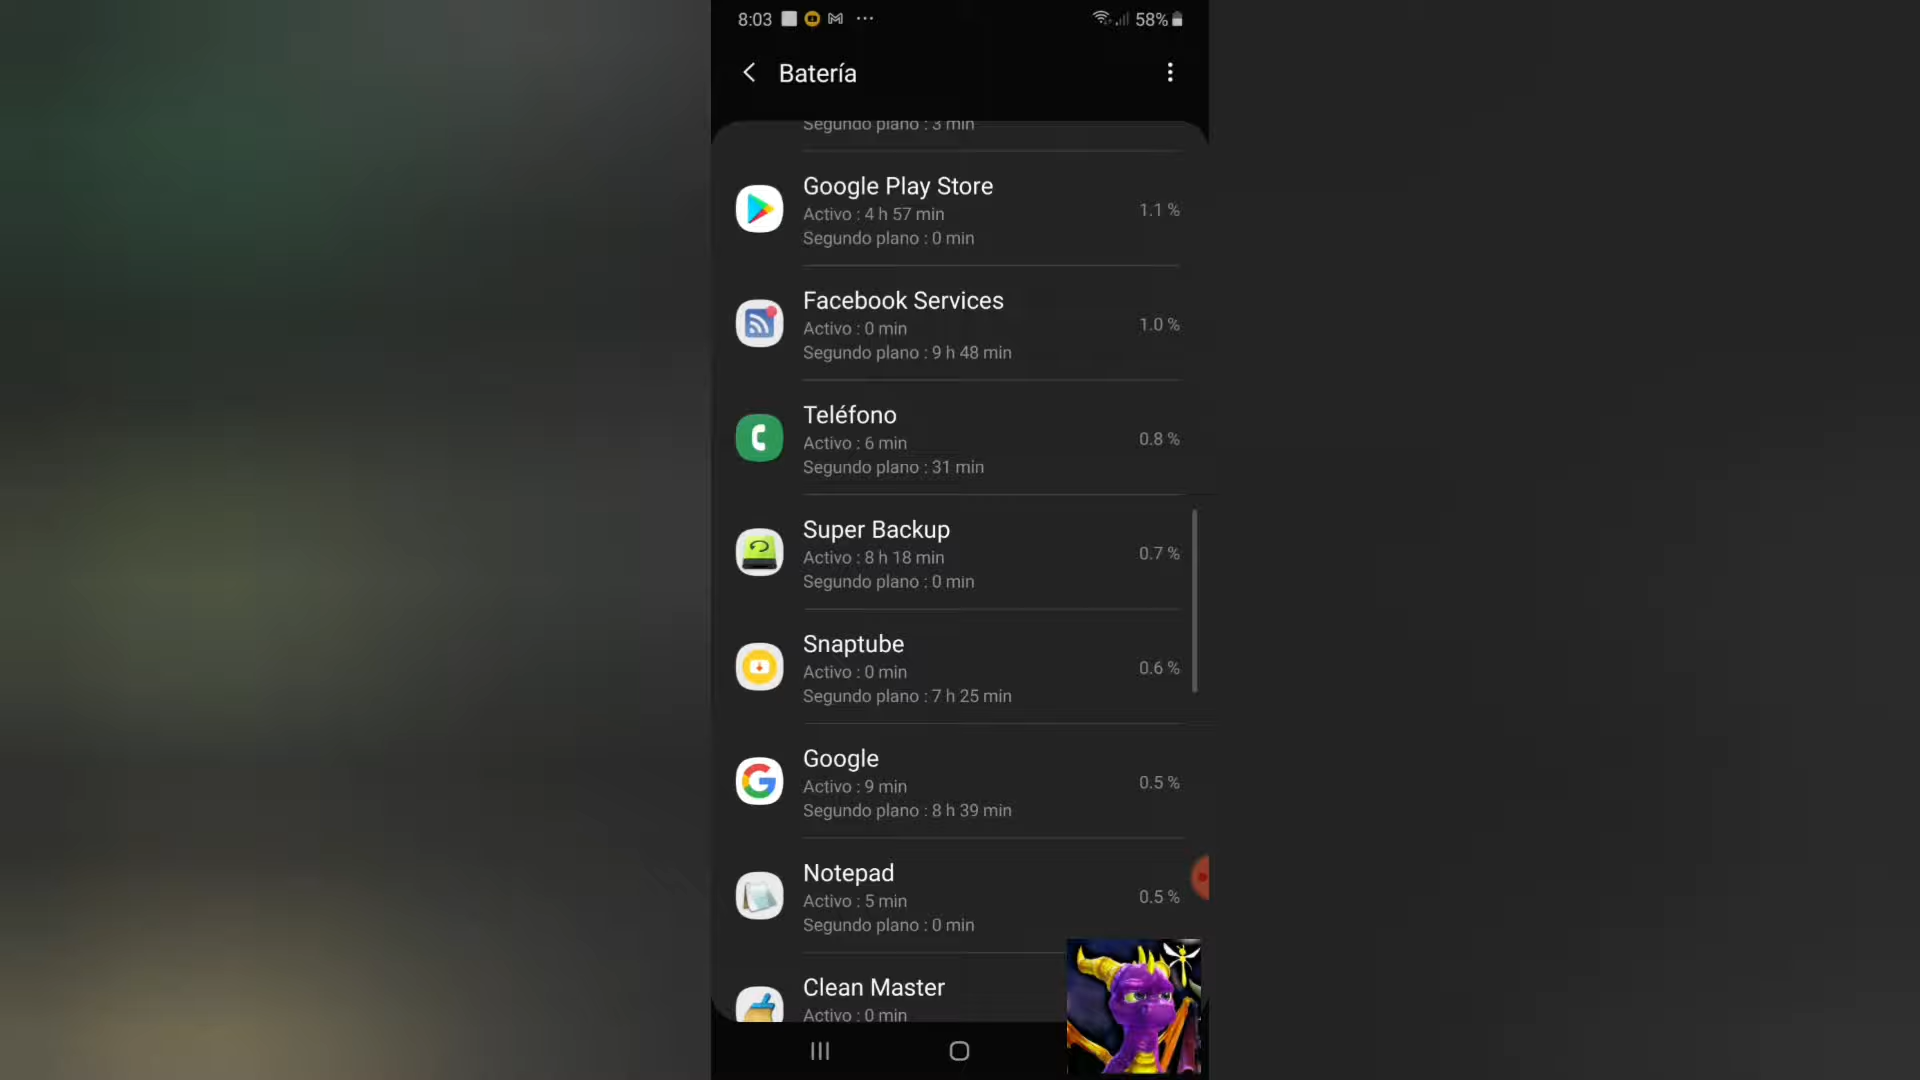 8:03
58%
Batería
Segundo plano : 3 min
Google Play Store
Activo : 4 h 57 min
Segundo plano : 0 min
1.1 %
Facebook Services
Activo : 0 min
Segundo plano : 9 h 48 min
1.0 %
Teléfono
Activo : 6 min
Segundo plano : 31 min
0.8 %
Super Backup
Activo : 8 h 18 min
Segundo plano : 0 min
0.7 %
Snaptube
Activo : 0 min
Segundo plano : 7 h 25 min
0.6 %
Google
Activo : 9 min
Segundo plano : 8 h 39 min
0.5 %
Notepad
Activo : 5 min
Segundo plano : 0 min
0.5 %
Clean Master
Activo : 0 min